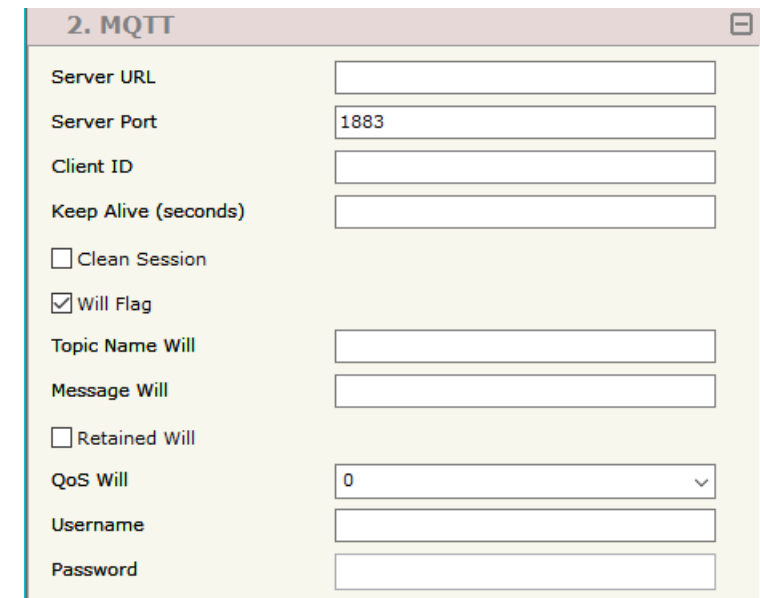 2. MQTT
Server URL
Server Port 1883
Client ID
Keep Alive (seconds)
Clean Session
Will Flag
Topic Name Will
Message Will
Retained Will
QoS Will 0
Username
Password